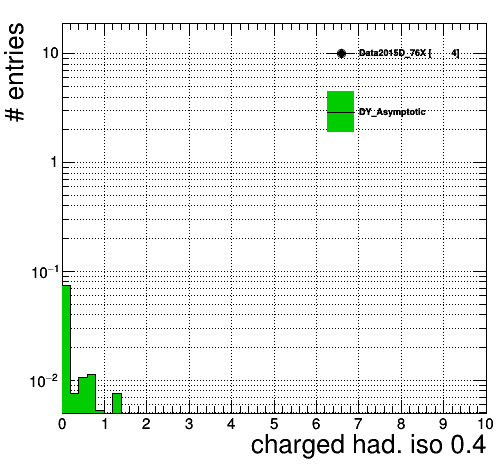 # entries
10
1
10⁻¹
10⁻²
Data2015D_76X [ 4]
DY_Asymptotic
0 1 2 3 4 5 6 7 8 9 10
charged had. iso 0.4